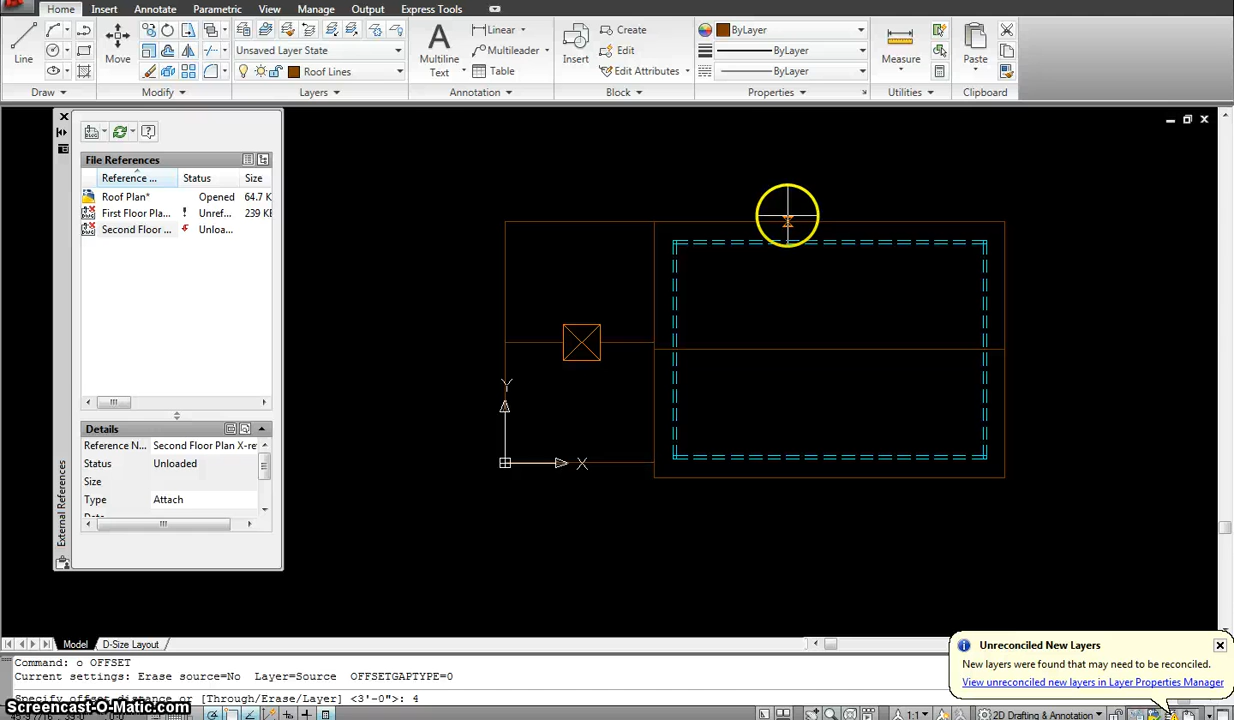 Home Insert Annotate Parametric View Manage Output Express Tools
Line
Move
Unsaved Layer State
Roof Lines
Multiline
Text
Linear
Multileader
Table
Insert
Create
Edit
Edit Attributes
ByLayer
ByLayer
ByLayer
Measure
Paste
Draw Modify Layers Annotation Block Properties Utilities Clipboard
File References
Reference ... Status Size
Roof Plan* Opened 64.7 K
First Floor Pla... ! Unref... 239 KE
Second Floor ... Unloa...
Details
Reference N... Second Floor Plan X-re
Status Unloaded
Size
Type Attach
External References
Y
X
Model D-Size Layout
Command: o OFFSET
Current settings: Erase source=No Layer=Source OFFSETGAPTYPE=0
Specify offset distance or [Through/Erase/Layer] <3'-0">: 4
Screencast-O-Matic.com
1:1
2D Drafting & Annotation
Unreconciled New Layers
New layers were found that may need to be reconciled.
View unreconciled new layers in Layer Properties Manager